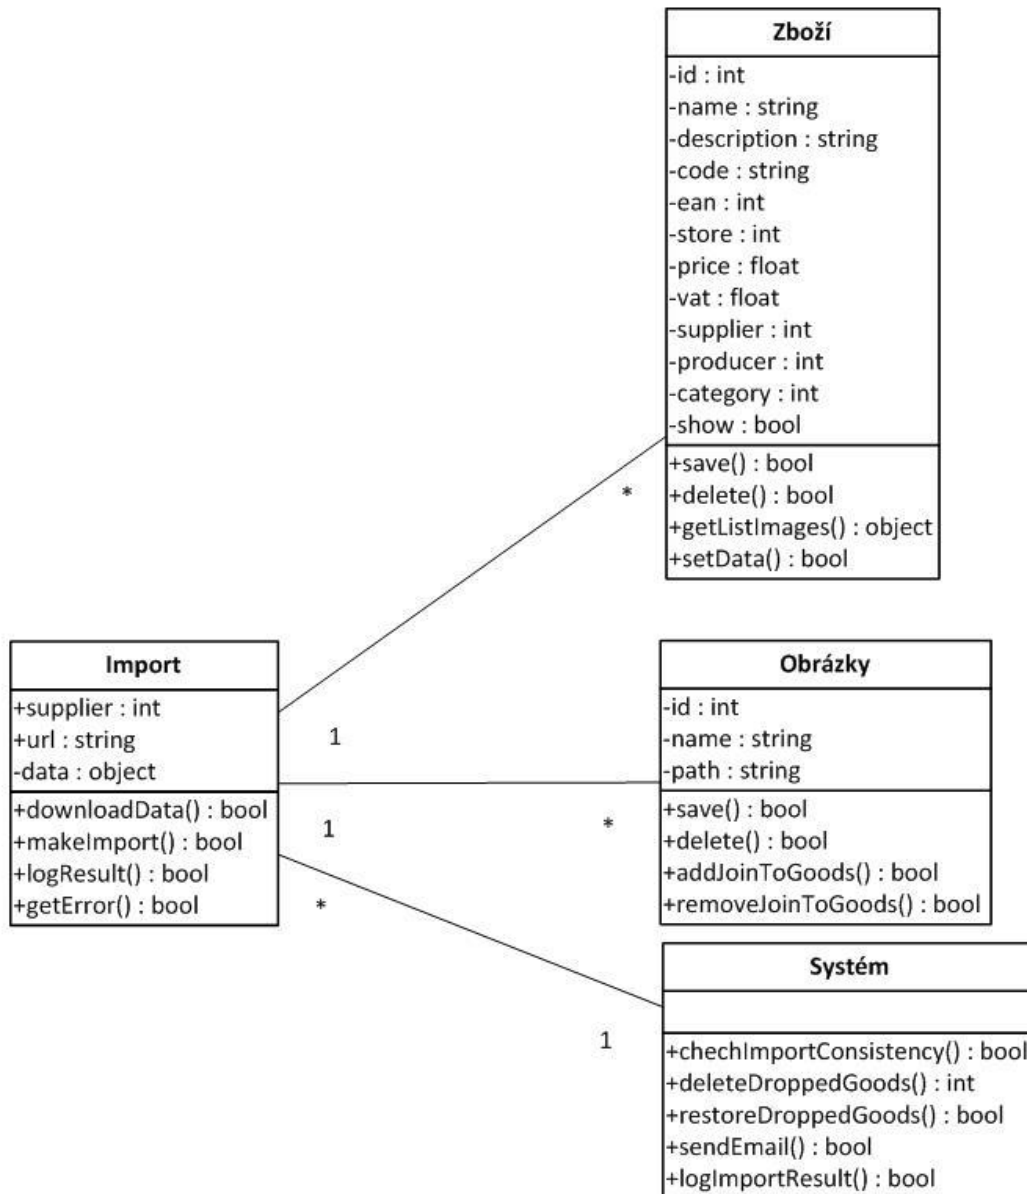 Zboží
-id : int
-name : string
-description : string
-code : string
-ean : int
-store : int
-price : float
-vat : float
-supplier : int
-producer : int
-category : int
-show : bool
+save() : bool
+delete() : bool
+getListImages() : object
+setData() : bool
*
Import
+supplier : int
+url : string
-data : object
+downloadData() : bool
+makeImport() : bool
+logResult() : bool
+getError() : bool
1
1
*
*
1
Obrázky
-id : int
-name : string
-path : string
+save() : bool
+delete() : bool
+addJoinToGoods() : bool
+removeJoinToGoods() : bool
Systém
+chechImportConsistency() : bool
+deleteDroppedGoods() : int
+restoreDroppedGoods() : bool
+sendEmail() : bool
+logImportResult() : bool